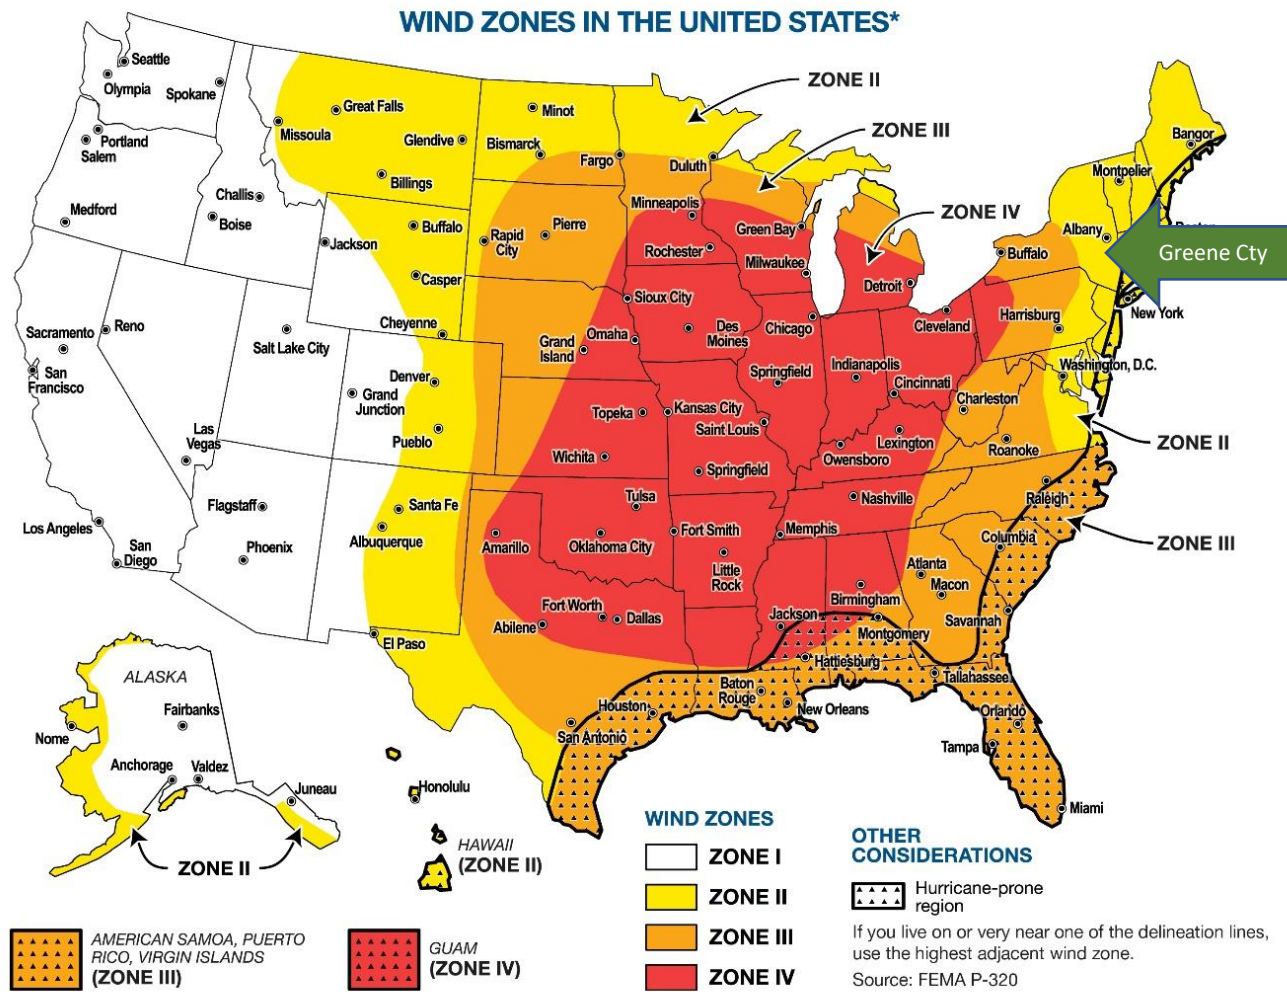 WIND ZONES IN THE UNITED STATES*
Seattle
Olympia
Spokane
Portland
Salem
Medford
Challis
Boise
Missoula
Great Falls
Glendive
Billings
Minot
Bismarck
Fargo
Duluth
ZONE II
ZONE III
ZONE IV
Bangor
Montpelier
Albany
Greene Cty
Buffalo
New York
Harrisburg
Washington, D.C.
Jackson
Buffalo
Casper
Cheyenne
Rapid
City
Pierre
Minneapolis
Rochester
Green Bay
Milwaukee
Detroit
Sioux City
Omaha
Grand
Island
Des
Moines
Chicago
Cleveland
Sacramento
Reno
San
Francisco
Salt Lake City
Las
Vegas
Denver
Grand
Junction
Pueblo
Topeka
Kansas City
Saint Louis
Springfield
Indianapolis
Cincinnati
Charleston
Lexington
Owensboro
Roanoke
ZONE II
Wichita
Springfield
Nashville
Raleigh
ZONE III
Los Angeles
San
Diego
Flagstaff
Phoenix
Santa Fe
Albuquerque
Amarillo
Tulsa
Oklahoma City
Fort Smith
Little
Rock
Memphis
Columbia
Atlanta
Macon
Savannah
Birmingham
Montgomery
El Paso
Abilene
Fort Worth
Dallas
Jackson
Hattiesburg
Tallahassee
Baton
Rouge
New Orleans
Houston
San Antonio
Orlando
Tampa
Miami
ALASKA
Fairbanks
Nome
Anchorage
Valdez
Juneau
ZONE II
Honolulu
HAWAII
(ZONE II)
AMERICAN SAMOA, PUERTO
RICO, VIRGIN ISLANDS
(ZONE III)
GUAM
(ZONE IV)
WIND ZONES
ZONE I
ZONE II
ZONE III
ZONE IV
OTHER
CONSIDERATIONS
Hurricane-prone
region
If you live on or very near one of the delineation lines,
use the highest adjacent wind zone.
Source: FEMA P-320